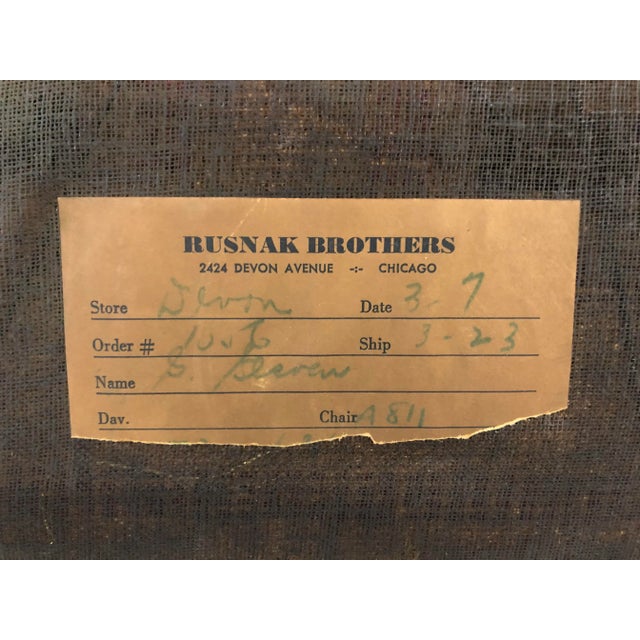 RUSNAK BROTHERS
2424 DEVON AVENUE -:- CHICAGO
Store Devon Date 3-7
Order # Ship 3-23
Name S.
Dav. Chair A811